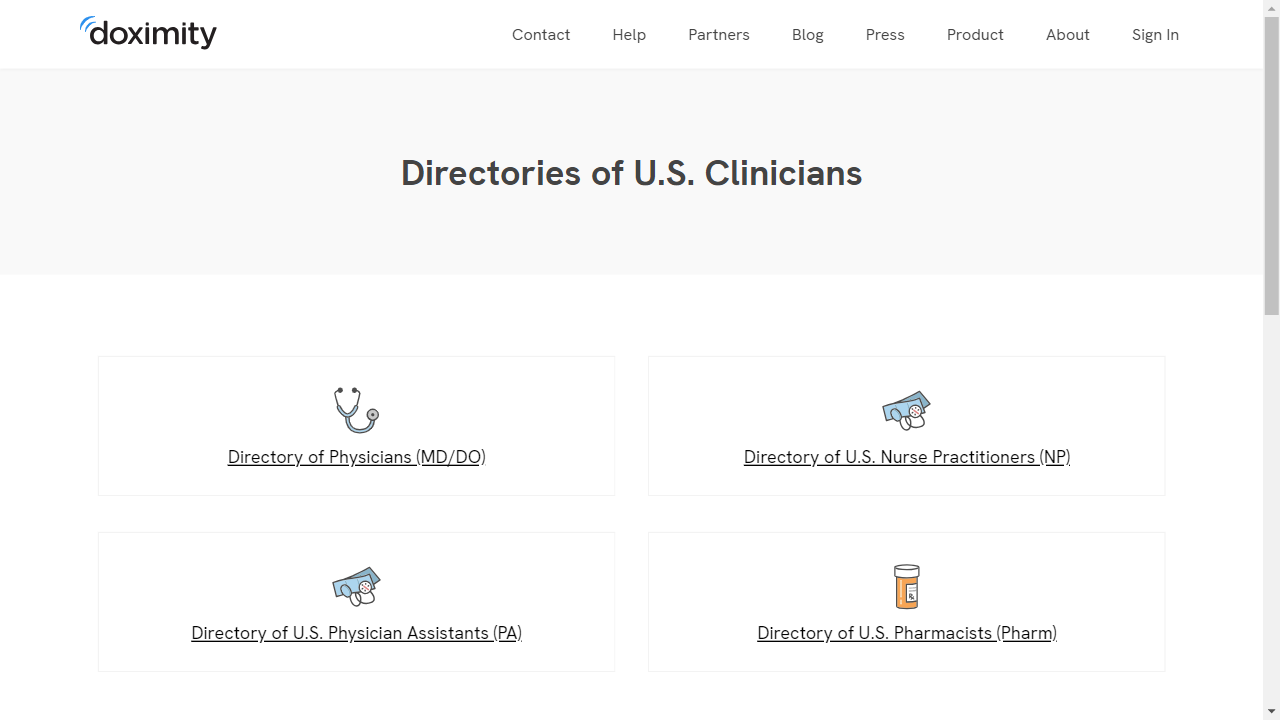 doximity
Contact Help Partners Blog Press Product About Sign In
Directories of U.S. Clinicians
Directory of Physicians (MD/DO)
Directory of U.S. Nurse Practitioners (NP)
Directory of U.S. Physician Assistants (PA)
Directory of U.S. Pharmacists (Pharm)